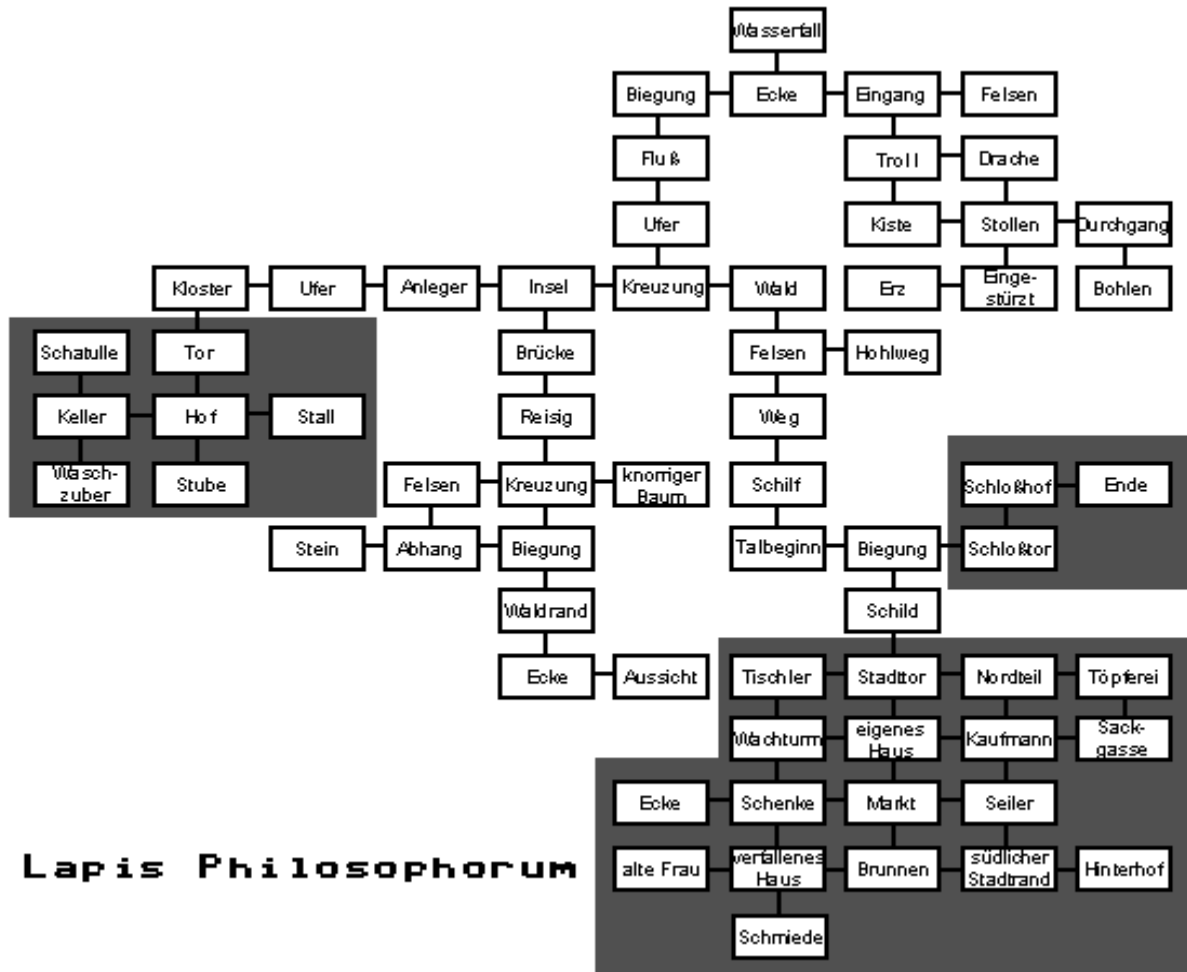 Wasserfall
Biegung Ecke Eingang Felsen
Fluß Troll Drache
Ufer Kiste Stollen Durchgang
Kloster Ufer Anleger Insel Kreuzung Wald Erz Einge-
stürzt Bohlen
Schatulle Tor Brücke Felsen Hohlweg
Keller Hof Stall Reisig Weg
Wasch-
zuber Stube Felsen Kreuzung knorriger
Baum Schilf Schloßhof Ende
Stein Abhang Biegung Talbeginn Biegung Schloßtor
Waldrand Schild
Ecke Aussicht Tischler Stadttor Nordteil Töpferei
Wachturm eigenes
Haus Kaufmann Sack-
gasse
Ecke Schenke Markt Seiler
Lapis Philosophorum alte Frau verfallenes
Haus Brunnen südlicher
Stadtrand Hinterhof
Schmiede